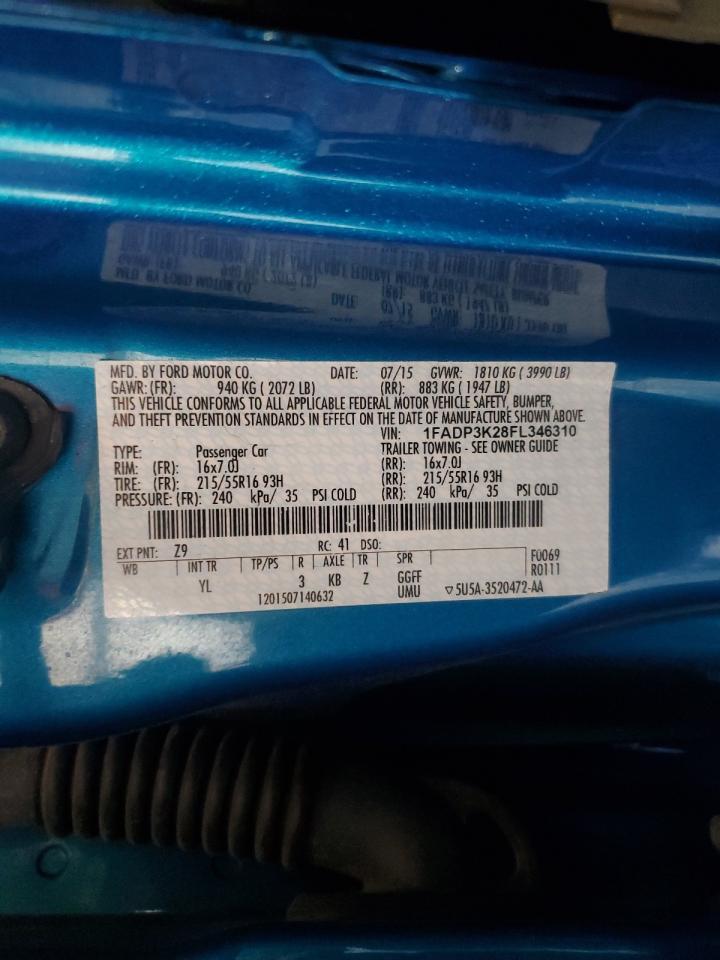 MFD. BY FORD MOTOR CO. DATE: 07/15 GVWR: 1810 KG ( 3990 LB)
GAWR: (FR): 940 KG ( 2072 LB) (RR): 883 KG ( 1947 LB)
THIS VEHICLE CONFORMS TO ALL APPLICABLE FEDERAL MOTOR VEHICLE SAFETY, BUMPER,
AND THEFT PREVENTION STANDARDS IN EFFECT ON THE DATE OF MANUFACTURE SHOWN ABOVE.
VIN: 1FADP3K28FL346310
TYPE: Passenger Car TRAILER TOWING - SEE OWNER GUIDE
RIM: (FR): 16x7.0J (RR): 16x7.0J
TIRE: (FR): 215/55R16 93H (RR): 215/55R16 93H
PRESSURE: (FR): 240 kPa/ 35 PSI COLD (RR): 240 kPa/ 35 PSI COLD
EXT PNT: Z9 RC: 41 DSO: F0069
WB INT TR TP/PS R AXLE TR SPR R0111
YL 3 KB Z GGFF
UMU ▽ 5U5A-3520472-AA
1201507140632